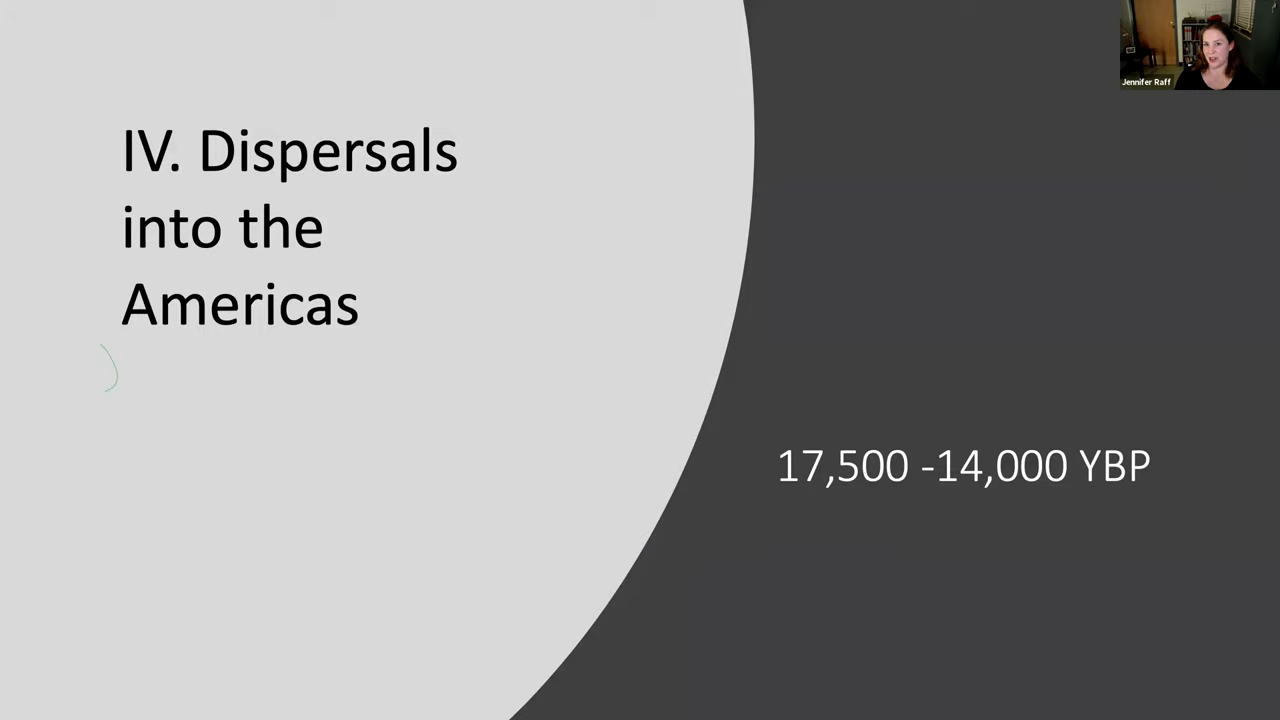 Jennifer Raff
IV. Dispersals
into the
Americas
17,500 -14,000 YBP